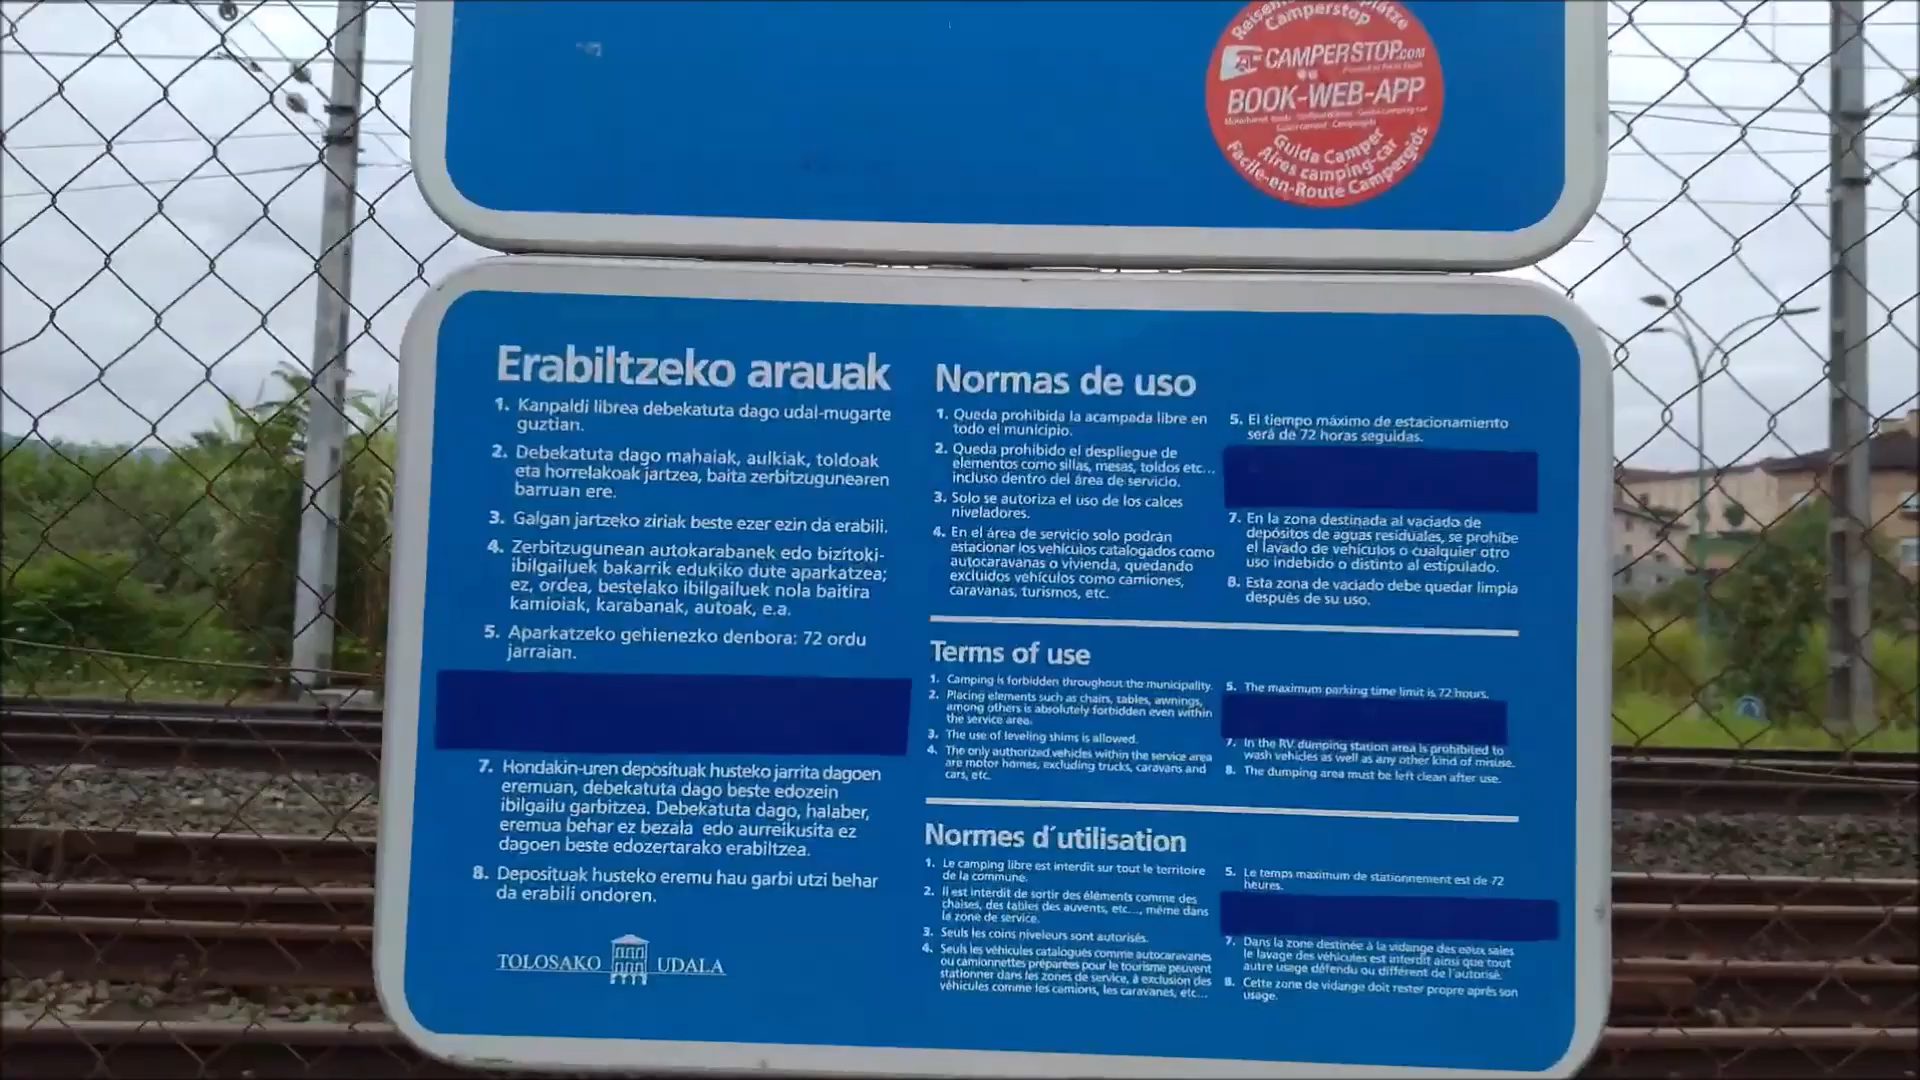 Camperstop
CAMPERSTOP.COM
BOOK-WEB-APP
Guida Camper
Aires camping-car
Facile-en-Route Campergids
Erabiltzeko arauak
1. Kanpaldi librea debekatuta dago udal-mugarte
guztian.
2. Debekatuta dago mahaiak, aulkiak, toldoak
eta horrelakoak jartzea, baita zerbitzugunearen
barruan ere.
3. Galgan jartzeko ziriak beste ezer ezin da erabili.
4. Zerbitzugunean autokarabanek edo bizitoki-
ibilgailuek bakarrik edukiko dute aparkatzea;
ez, ordea, bestelako ibilgailuek nola baitira
kamioiak, karabanak, autoak, e.a.
5. Aparkatzeko gehienezko denbora: 72 ordu
jarraian.
7. Hondakin-uren deposituak husteko jarrita dagoen
eremuan, debekatuta dago beste edozein
ibilgailu garbitzea. Debekatuta dago, halaber,
eremua behar ez bezala edo aurreikusita ez
dagoen beste edozertarako erabiltzea.
8. Deposituak husteko eremu hau garbi utzi behar
da erabili ondoren.
TOLOSAKO UDALA
Normas de uso
1. Queda prohibida la acampada libre en
todo el municipio.
2. Queda prohibido el despliegue de
elementos como sillas, mesas, toldos etc...
incluso dentro del área de servicio.
3. Solo se autoriza el uso de los calces
niveladores.
4. En el área de servicio solo podrán
estacionar los vehículos catalogados como
autocaravanas o vivienda, quedando
excluidos vehículos como camiones,
caravanas, turismos, etc.
5. El tiempo máximo de estacionamiento
será de 72 horas seguidas.
7. En la zona destinada al vaciado de
depósitos de aguas residuales, se prohibe
el lavado de vehículos o cualquier otro
uso indebido o distinto al estipulado.
8. Esta zona de vaciado debe quedar limpia
después de su uso.
Terms of use
1. Camping is forbidden throughout the municipality.
2. Placing elements such as chairs, tables, awnings,
among others is absolutely forbidden even within
the service area.
3. The use of leveling shims is allowed.
4. The only authorized vehicles within the service area
are motor homes, excluding trucks, caravans and
cars, etc.
5. The maximum parking time limit is 72 hours.
7. In the RV dumping station area is prohibited to
wash vehicles as well as any other kind of misuse.
8. The dumping area must be left clean after use.
Normes d´utilisation
1. Le camping libre est interdit sur tout le territoire
de la commune.
2. Il est interdit de sortir des éléments comme des
chaises, des tables des auvents, etc..., même dans
la zone de service.
3. Seuls les coins niveleurs sont autorisés.
4. Seuls les véhicules catalogués comme autocaravanes
ou camionnettes préparées pour le tourisme peuvent
stationner dans les zones de service, à exclusion des
véhicules comme les camions, les caravanes, etc...
5. Le temps maximum de stationnement est de 72
heures.
7. Dans la zone destinée à la vidange des eaux sales
le lavage des véhicules est interdit ainsi que tout
autre usage défendu ou différent de l'autorisé.
8. Cette zone de vidange doit rester propre après son
usage.